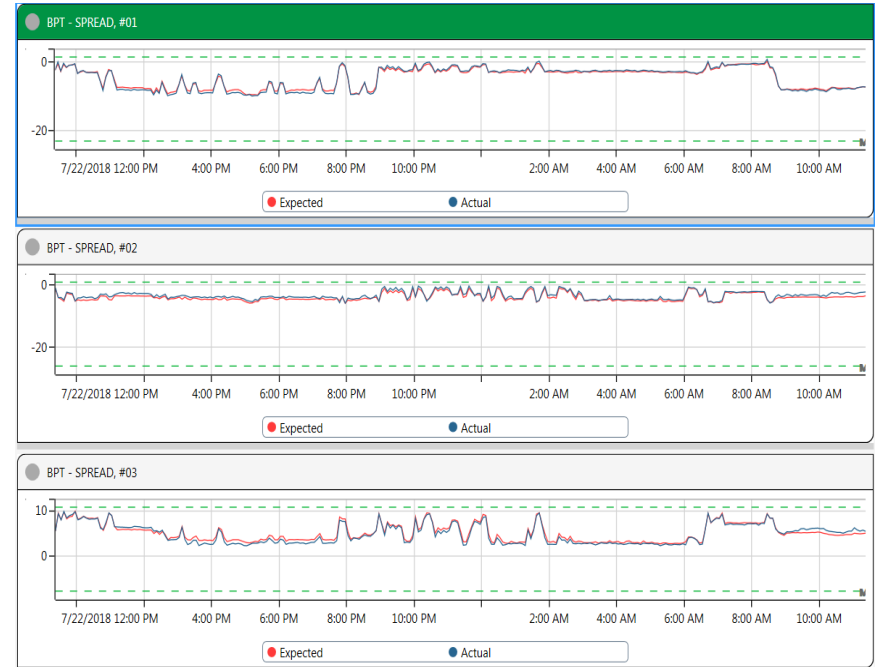 BPT - SPREAD, #01
0
-20
7/22/2018 12:00 PM 4:00 PM 6:00 PM 8:00 PM 10:00 PM 2:00 AM 4:00 AM 6:00 AM 8:00 AM 10:00 AM
Expected Actual
BPT - SPREAD, #02
0
-20
7/22/2018 12:00 PM 4:00 PM 6:00 PM 8:00 PM 10:00 PM 2:00 AM 4:00 AM 6:00 AM 8:00 AM 10:00 AM
Expected Actual
BPT - SPREAD, #03
10
0
7/22/2018 12:00 PM 4:00 PM 6:00 PM 8:00 PM 10:00 PM 2:00 AM 4:00 AM 6:00 AM 8:00 AM 10:00 AM
Expected Actual